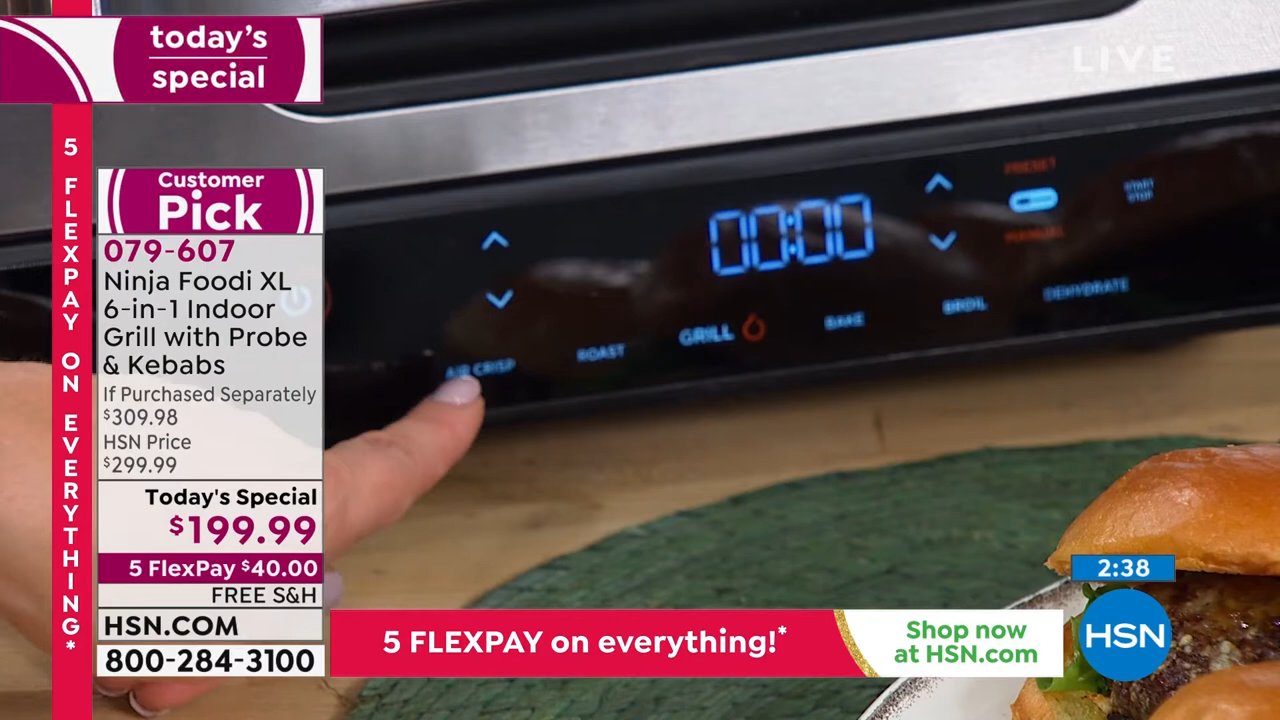 today's
special
LIVE
5 FLEXPAY ON EVERYTHING*
Customer
Pick
079-607
Ninja Foodi XL
6-in-1 Indoor
Grill with Probe
& Kebabs
If Purchased Separately
$309.98
HSN Price
$299.99
Today's Special
$199.99
5 FlexPay $40.00
FREE S&H
HSN.COM
800-284-3100
PRESET
START
STOP
00:00
MANUAL
AIR CRISP
ROAST
GRILL
BAKE
BROIL
DEHYDRATE
2:38
HSN
5 FLEXPAY on everything!*
Shop now
at HSN.com